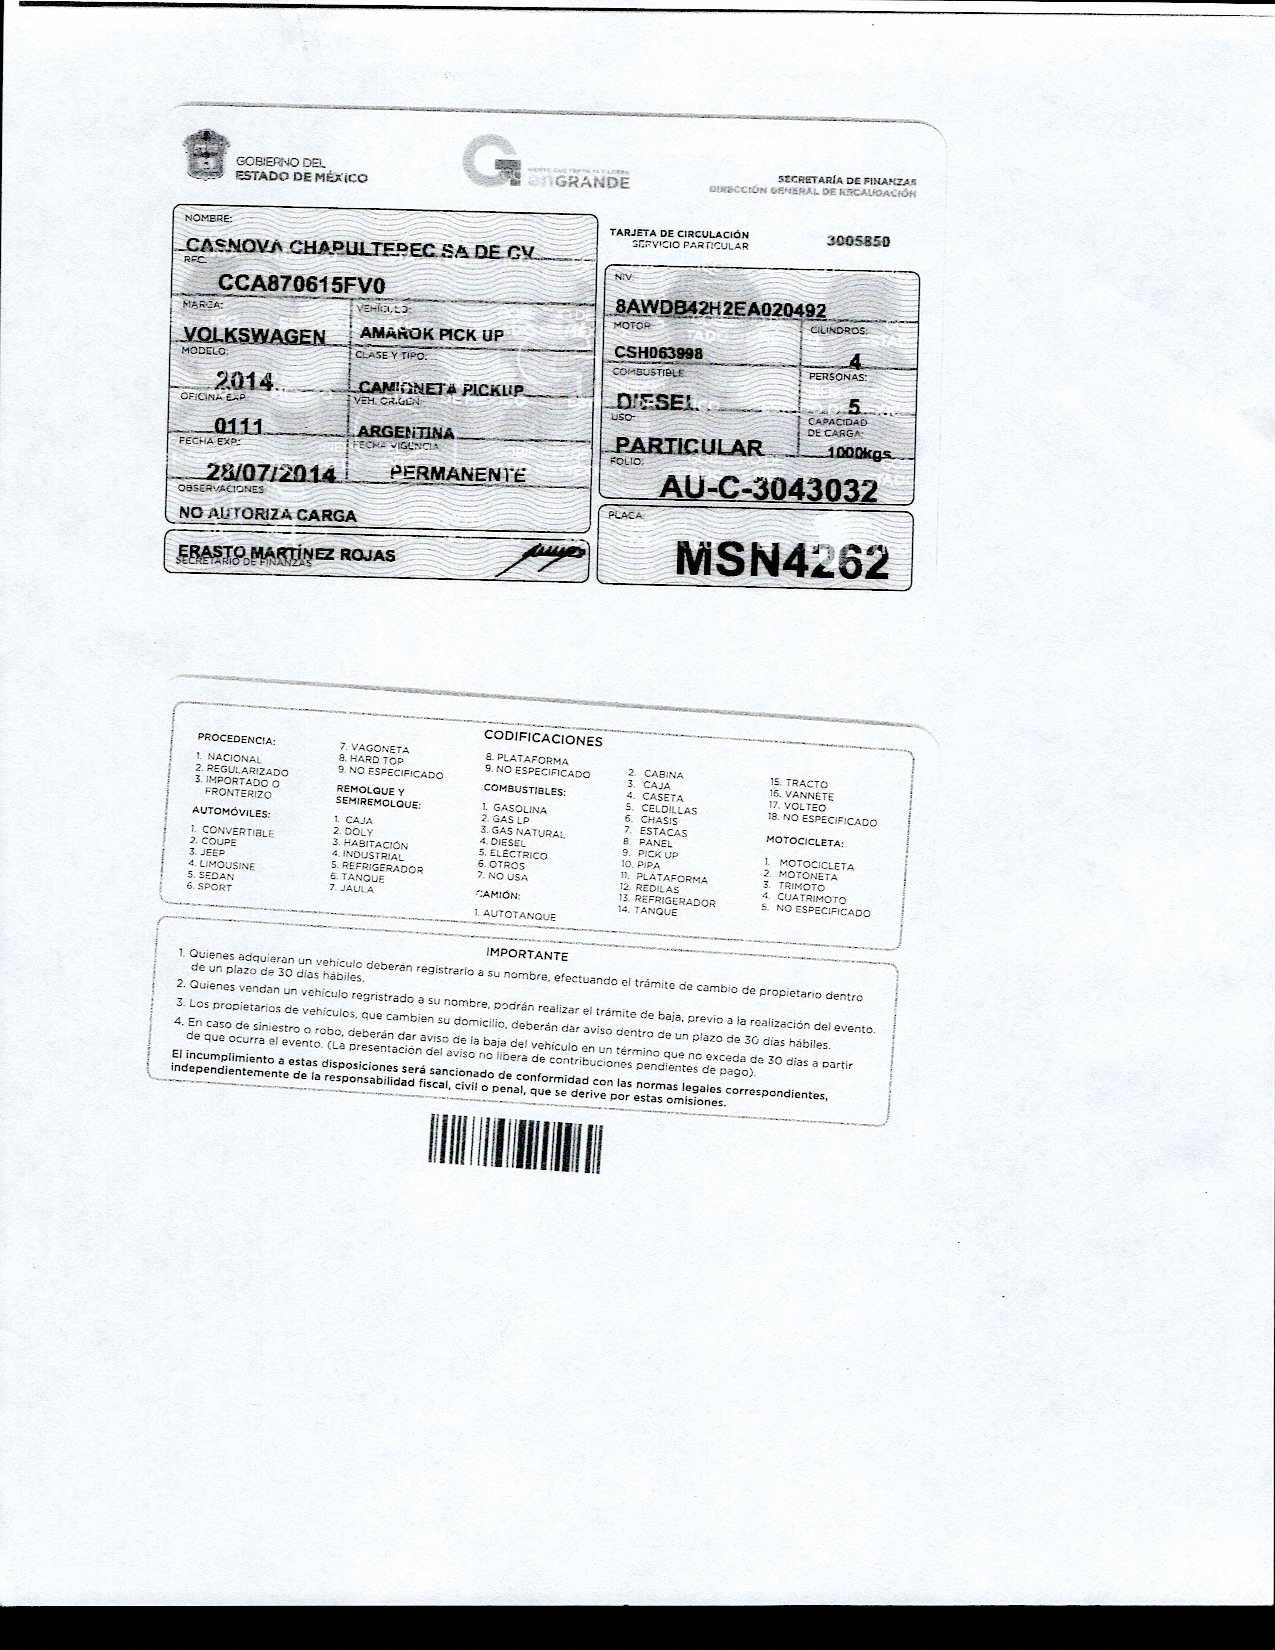 GOBIERNO DEL
ESTADO DE MÉXICO
enGRANDE
SECRETARÍA DE FINANZAS
DIRECCIÓN GENERAL DE RECAUDACIÓN
TARJETA DE CIRCULACIÓN
SERVICIO PARTICULAR
3005850
NOMBRE:
CASNOVA CHAPULTEPEC SA DE CV
RFC:
CCA870615FV0
MARCA:
VOLKSWAGEN
VEHÍCULO:
AMAROK PICK UP
MODELO:
2014
CLASE Y TIPO:
CAMIONETA PICKUP
OFICINA EXP.
0111
VEH. ORIGEN
ARGENTINA
FECHA EXP:
28/07/2014
FECHA VIGENCIA
PERMANENTE
OBSERVACIONES
NO AUTORIZA CARGA
ERASTO MARTÍNEZ ROJAS
SECRETARIO DE FINANZAS
NIV
8AWDB42H2EA020492
MOTOR
CSH063998
CILINDROS:
4
COMBUSTIBLE
DIESEL
PERSONAS:
5
USO:
PARTICULAR
CAPACIDAD
DE CARGA:
1000kgs
FOLIO:
AU-C-3043032
PLACA
MSN4262
CODIFICACIONES
PROCEDENCIA:
1. NACIONAL
2. REGULARIZADO
3. IMPORTADO O
FRONTERIZO
AUTOMÓVILES:
1. CONVERTIBLE
2. COUPE
3. JEEP
4. LIMOUSINE
5. SEDAN
6. SPORT
7. VAGONETA
8. HARD TOP
9. NO ESPECIFICADO
REMOLQUE Y
SEMIREMOLQUE:
1. CAJA
2. DOLY
3. HABITACIÓN
4. INDUSTRIAL
5. REFRIGERADOR
6. TANQUE
7. JAULA
8. PLATAFORMA
9. NO ESPECIFICADO
COMBUSTIBLES:
1. GASOLINA
2. GAS LP
3. GAS NATURAL
4. DIESEL
5. ELÉCTRICO
6. OTROS
7. NO USA
CAMIÓN:
1. AUTOTANQUE
2. CABINA
3. CAJA
4. CASETA
5. CELDILLAS
6. CHASIS
7. ESTACAS
8. PANEL
9. PICK UP
10. PIPA
11. PLATAFORMA
12. REDILAS
13. REFRIGERADOR
14. TANQUE
15. TRACTO
16. VANNETE
17. VOLTEO
18. NO ESPECIFICADO
MOTOCICLETA:
1. MOTOCICLETA
2. MOTONETA
3. TRIMOTO
4. CUATRIMOTO
5. NO ESPECIFICADO
IMPORTANTE
1. Quienes adquieran un vehículo deberán registrarlo a su nombre, efectuando el trámite de cambio de propietario dentro
de un plazo de 30 días hábiles.
2. Quienes vendan un vehículo regristrado a su nombre, podrán realizar el trámite de baja, previo a la realización del evento.
3. Los propietarios de vehículos, que cambien su domicilio, deberán dar aviso dentro de un plazo de 30 días hábiles.
4. En caso de siniestro o robo, deberán dar aviso de la baja del vehículo en un término que no exceda de 30 días a partir
de que ocurra el evento. (La presentación del aviso no libera de contribuciones pendientes de pago).
El incumplimiento a estas disposiciones será sancionado de conformidad con las normas legales correspondientes,
independientemente de la responsabilidad fiscal, civil o penal, que se derive por estas omisiones.